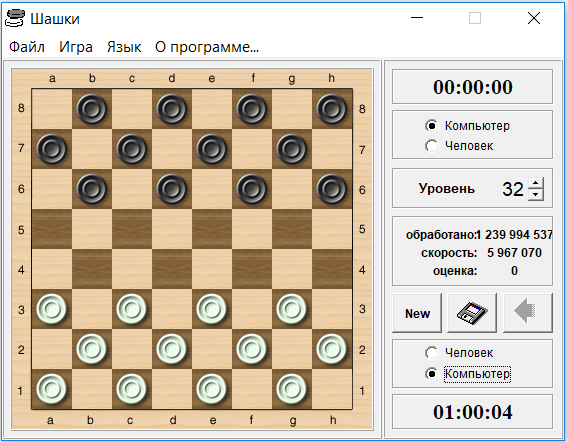 Шашки
Файл Игра Язык О программе...
a b c d e f g h
8 8
7 7
6 6
5 5
4 4
3 3
2 2
1 1
a b c d e f g h
00:00:00
Компьютер
Человек
Уровень 32
обработано:1 239 994 537
скорость: 5 967 070
оценка: 0
New
Человек
Компьютер
01:00:04